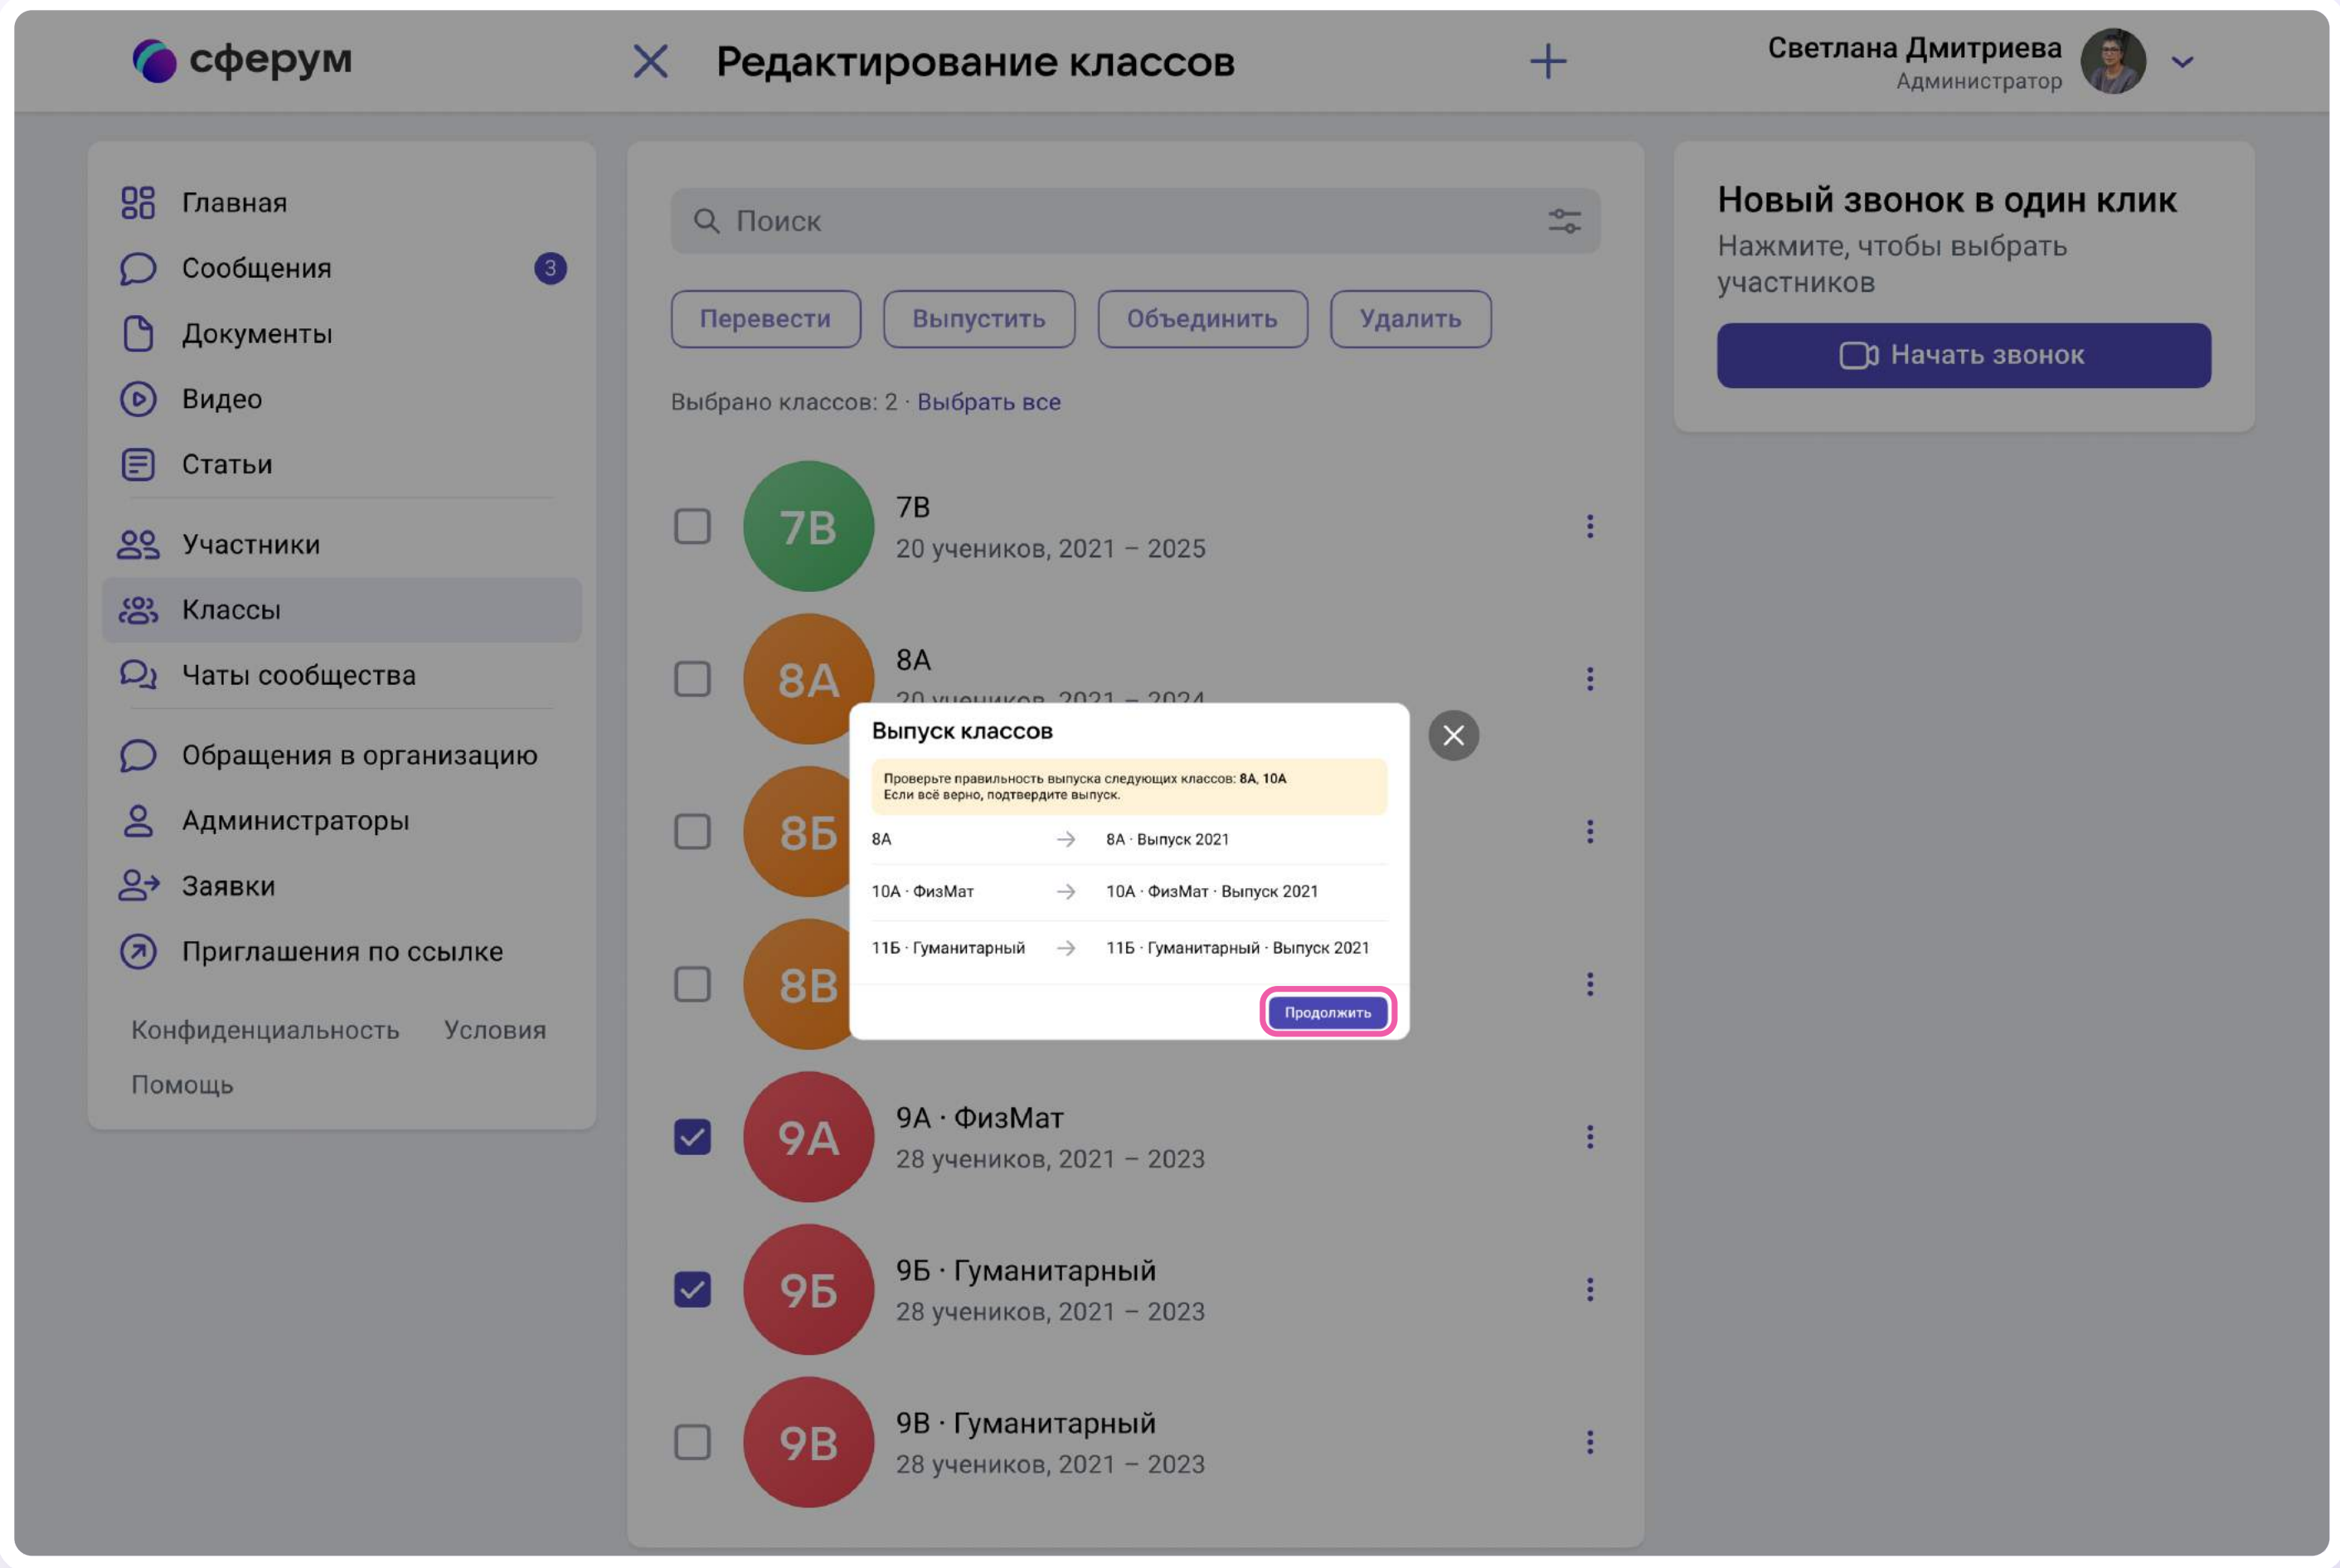 сферум
Редактирование классов
Светлана Дмитриева
Администратор
Главная
Сообщения
3
Документы
Видео
Статьи
Участники
Классы
Чаты сообщества
Обращения в организацию
Администраторы
Заявки
Приглашения по ссылке
Конфиденциальность Условия
Помощь
Поиск
Перевести Выпустить Объединить Удалить
Выбрано классов: 2 · Выбрать все
7В
7В
20 учеников, 2021 – 2025
8А
8А
20 учеников, 2021 – 2024
8Б
8В
Выпуск классов
Проверьте правильность выпуска следующих классов: 8А, 10А
Если всё верно, подтвердите выпуск.
8А → 8А · Выпуск 2021
10А · ФизМат → 10А · ФизМат · Выпуск 2021
11Б · Гуманитарный → 11Б · Гуманитарный · Выпуск 2021
Продолжить
9А
9А · ФизМат
28 учеников, 2021 – 2023
9Б
9Б · Гуманитарный
28 учеников, 2021 – 2023
9В
9В · Гуманитарный
28 учеников, 2021 – 2023
Новый звонок в один клик
Нажмите, чтобы выбрать
участников
Начать звонок